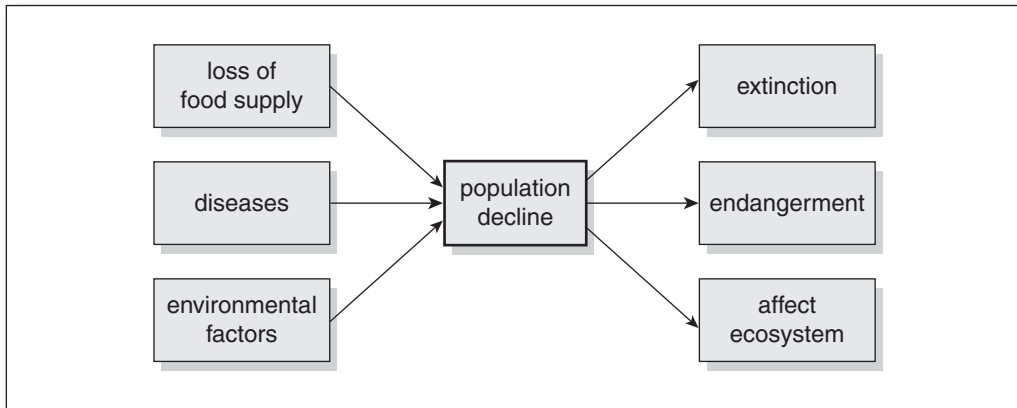 loss of
food supply
diseases
environmental
factors
population
decline
extinction
endangerment
affect
ecosystem